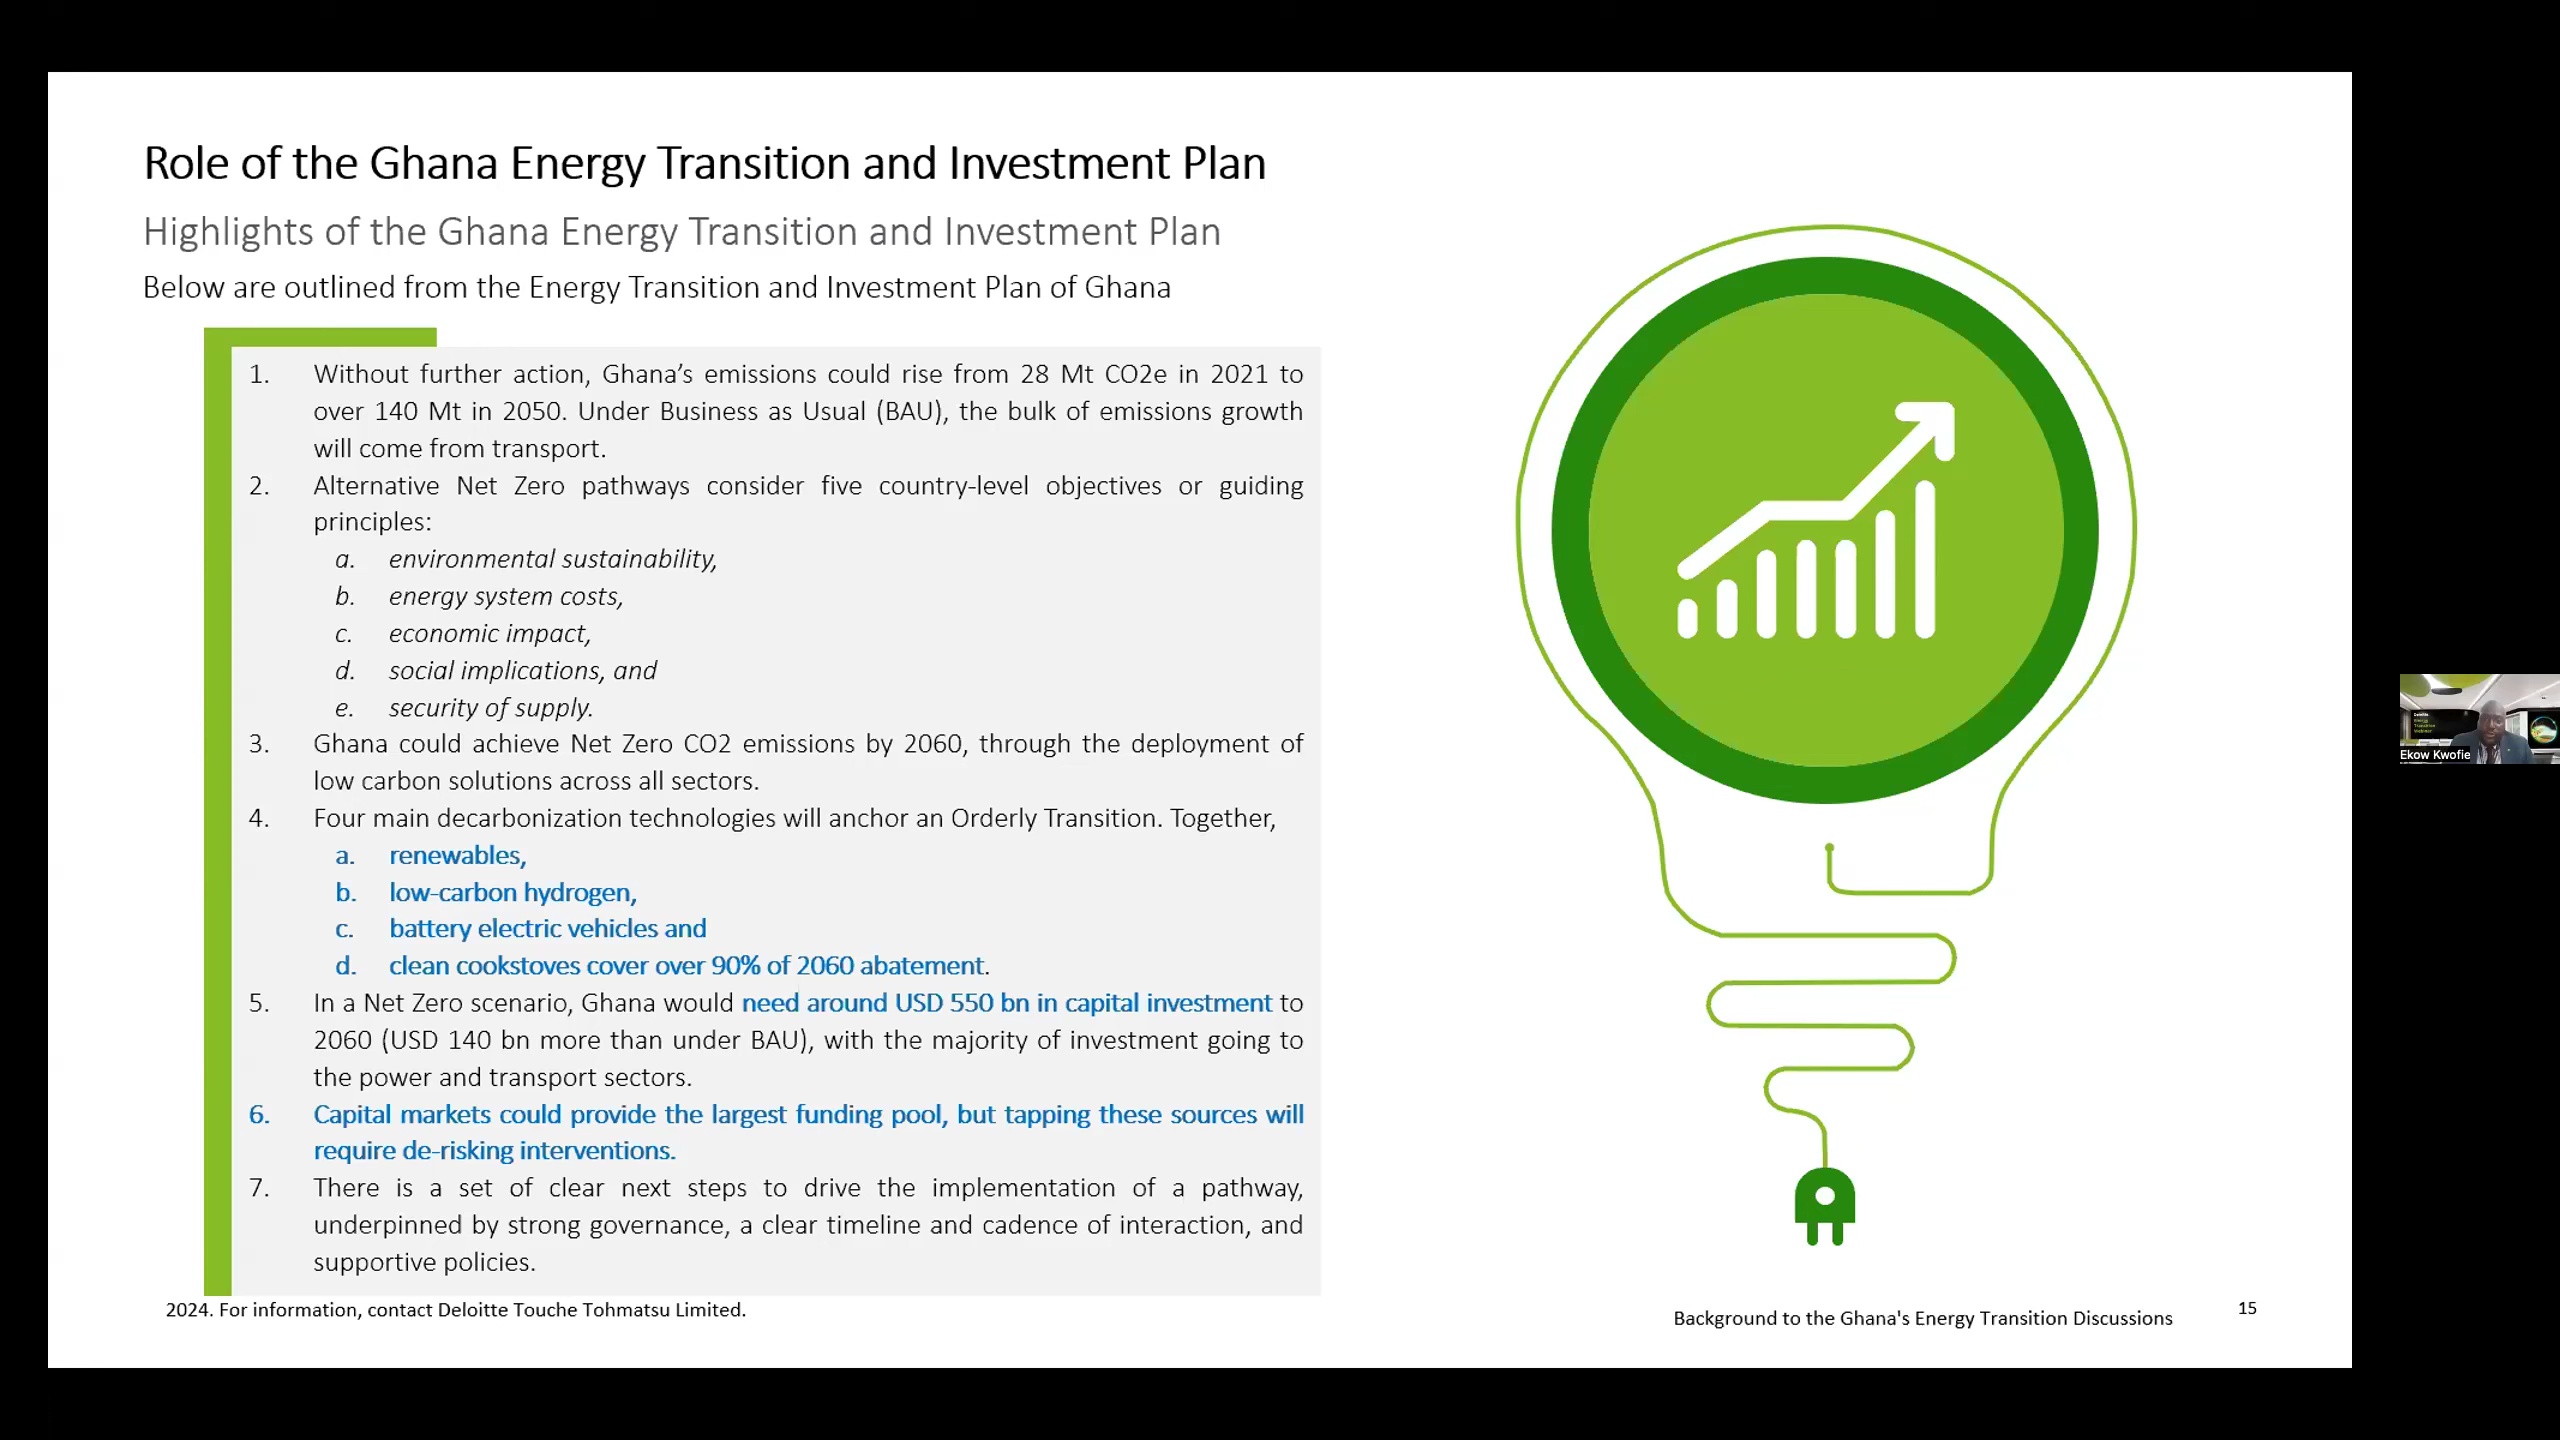 Role of the Ghana Energy Transition and Investment Plan
Highlights of the Ghana Energy Transition and Investment Plan
Below are outlined from the Energy Transition and Investment Plan of Ghana
1. Without further action, Ghana’s emissions could rise from 28 Mt CO2e in 2021 to
over 140 Mt in 2050. Under Business as Usual (BAU), the bulk of emissions growth
will come from transport.
2. Alternative Net Zero pathways consider five country-level objectives or guiding
principles:
a. environmental sustainability,
b. energy system costs,
c. economic impact,
d. social implications, and
e. security of supply.
3. Ghana could achieve Net Zero CO2 emissions by 2060, through the deployment of
low carbon solutions across all sectors.
4. Four main decarbonization technologies will anchor an Orderly Transition. Together,
a. renewables,
b. low-carbon hydrogen,
c. battery electric vehicles and
d. clean cookstoves cover over 90% of 2060 abatement.
5. In a Net Zero scenario, Ghana would need around USD 550 bn in capital investment to
2060 (USD 140 bn more than under BAU), with the majority of investment going to
the power and transport sectors.
6. Capital markets could provide the largest funding pool, but tapping these sources will
require de-risking interventions.
7. There is a set of clear next steps to drive the implementation of a pathway,
underpinned by strong governance, a clear timeline and cadence of interaction, and
supportive policies.
2024. For information, contact Deloitte Touche Tohmatsu Limited.
Background to the Ghana's Energy Transition Discussions
15
Deloitte
Energy
Transition
Webinar
Ekow Kwofie